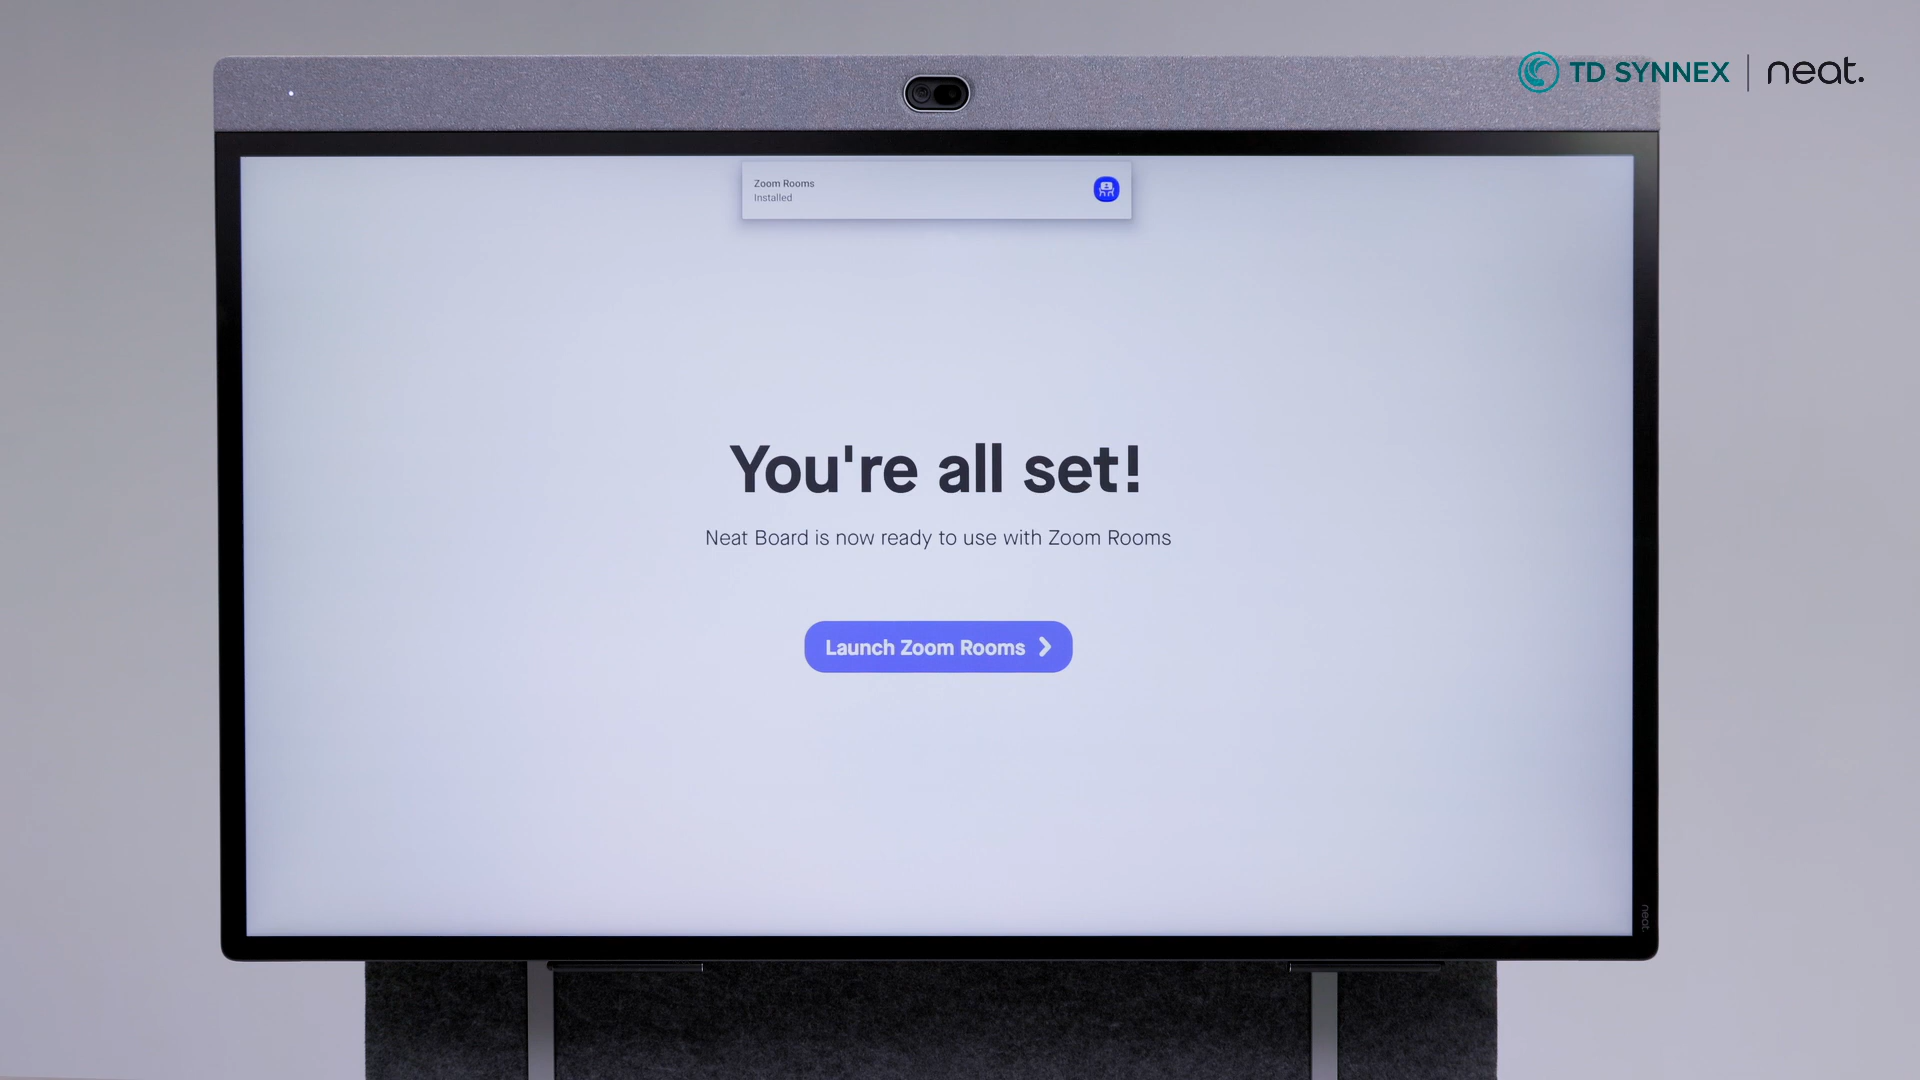 TD SYNNEX | neat.
Zoom Rooms
Installed
You're all set!
Neat Board is now ready to use with Zoom Rooms
Launch Zoom Rooms
neat.